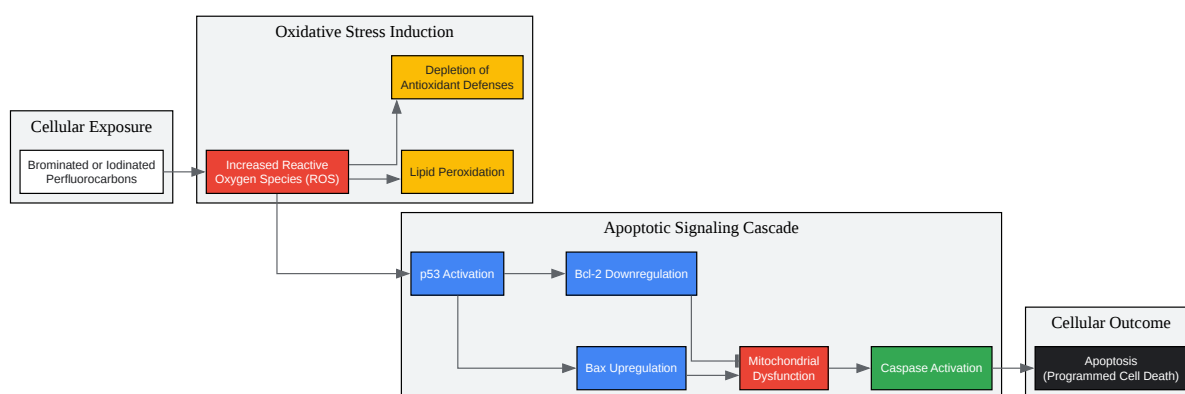 Oxidative Stress Induction
Depletion of
Antioxidant Defenses
Cellular Exposure
Brominated or Iodinated
Perfluorocarbons
Increased Reactive
Oxygen Species (ROS)
Lipid Peroxidation
Apoptotic Signaling Cascade
p53 Activation
Bcl-2 Downregulation
Bax Upregulation
Mitochondrial
Dysfunction
Caspase Activation
Cellular Outcome
Apoptosis
(Programmed Cell Death)